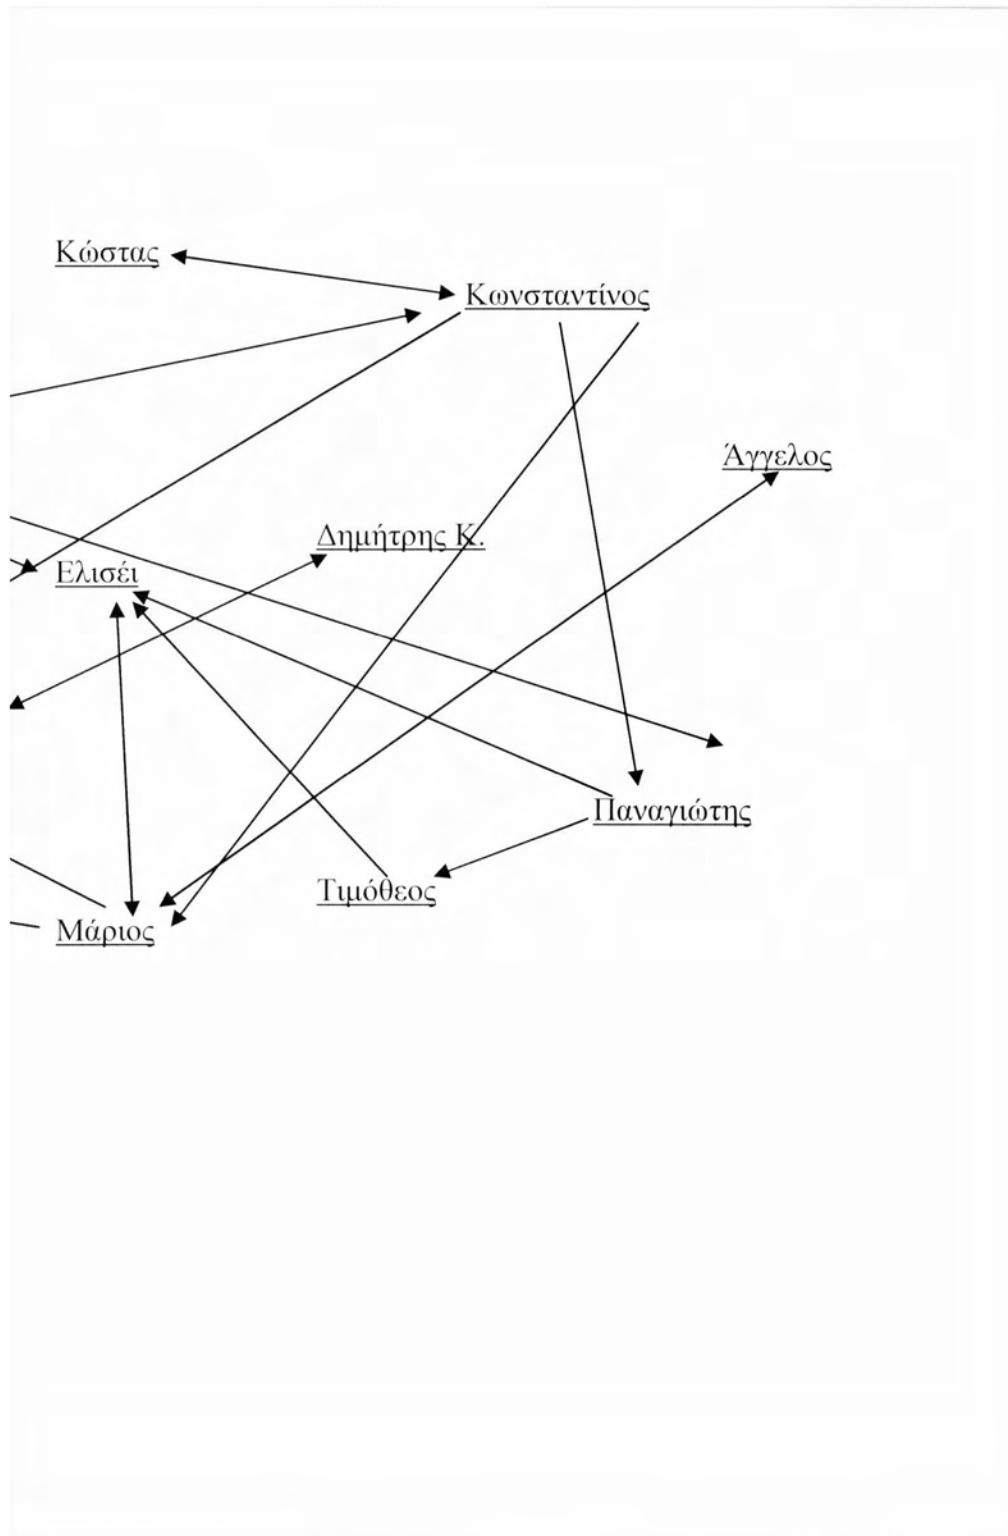 Κώστας
Κωνσταντίνος
Άγγελος
Δημήτρης Κ.
Ελισέι
Παναγιώτης
Τιμόθεος
Μάριος